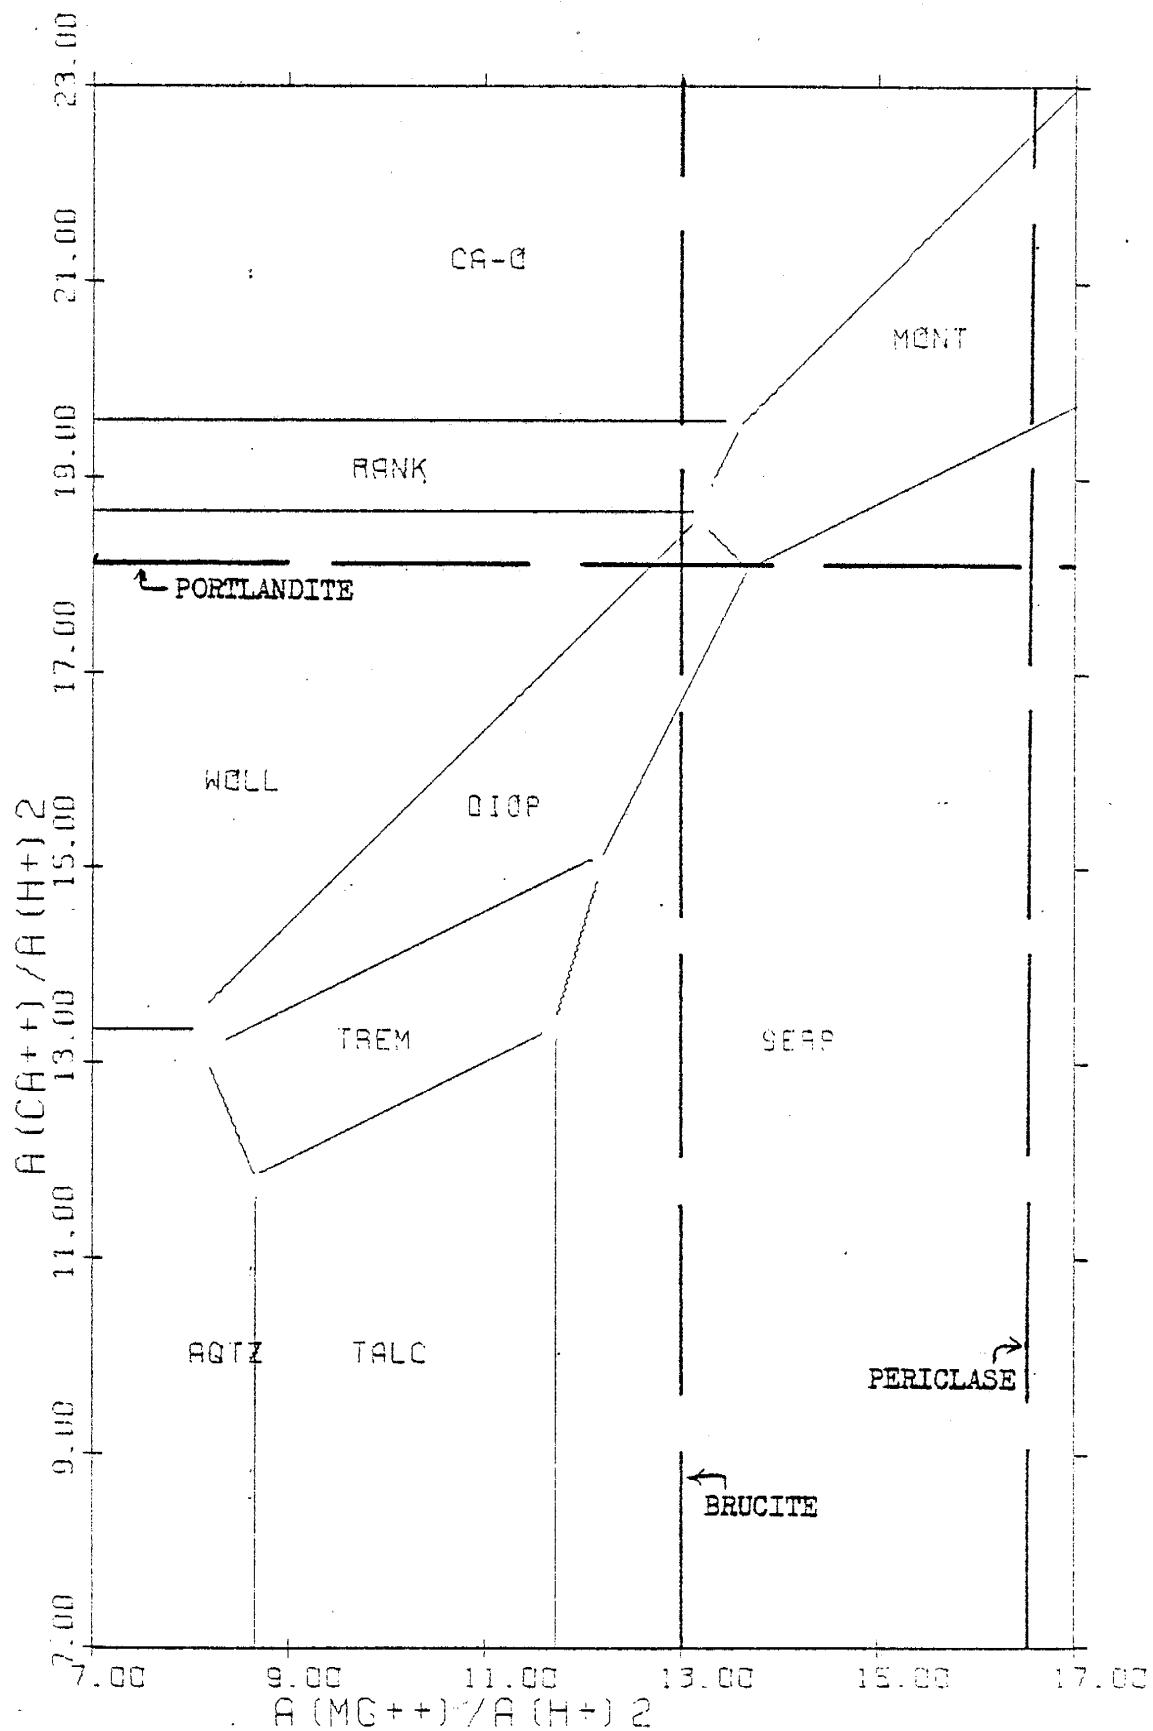 23.00
21.00
CA-O
MONT
19.00
RANK
PORTLANDITE
17.00
WOLL
DIOP
15.00
A(CA++)/A(H+)2
13.00
TREM
SERP
11.00
AQTZ
TALC
PERICLASE
9.00
BRUCITE
7.00
7.00
9.00
11.00
13.00
15.00
17.00
A(MG++)/A(H+)2